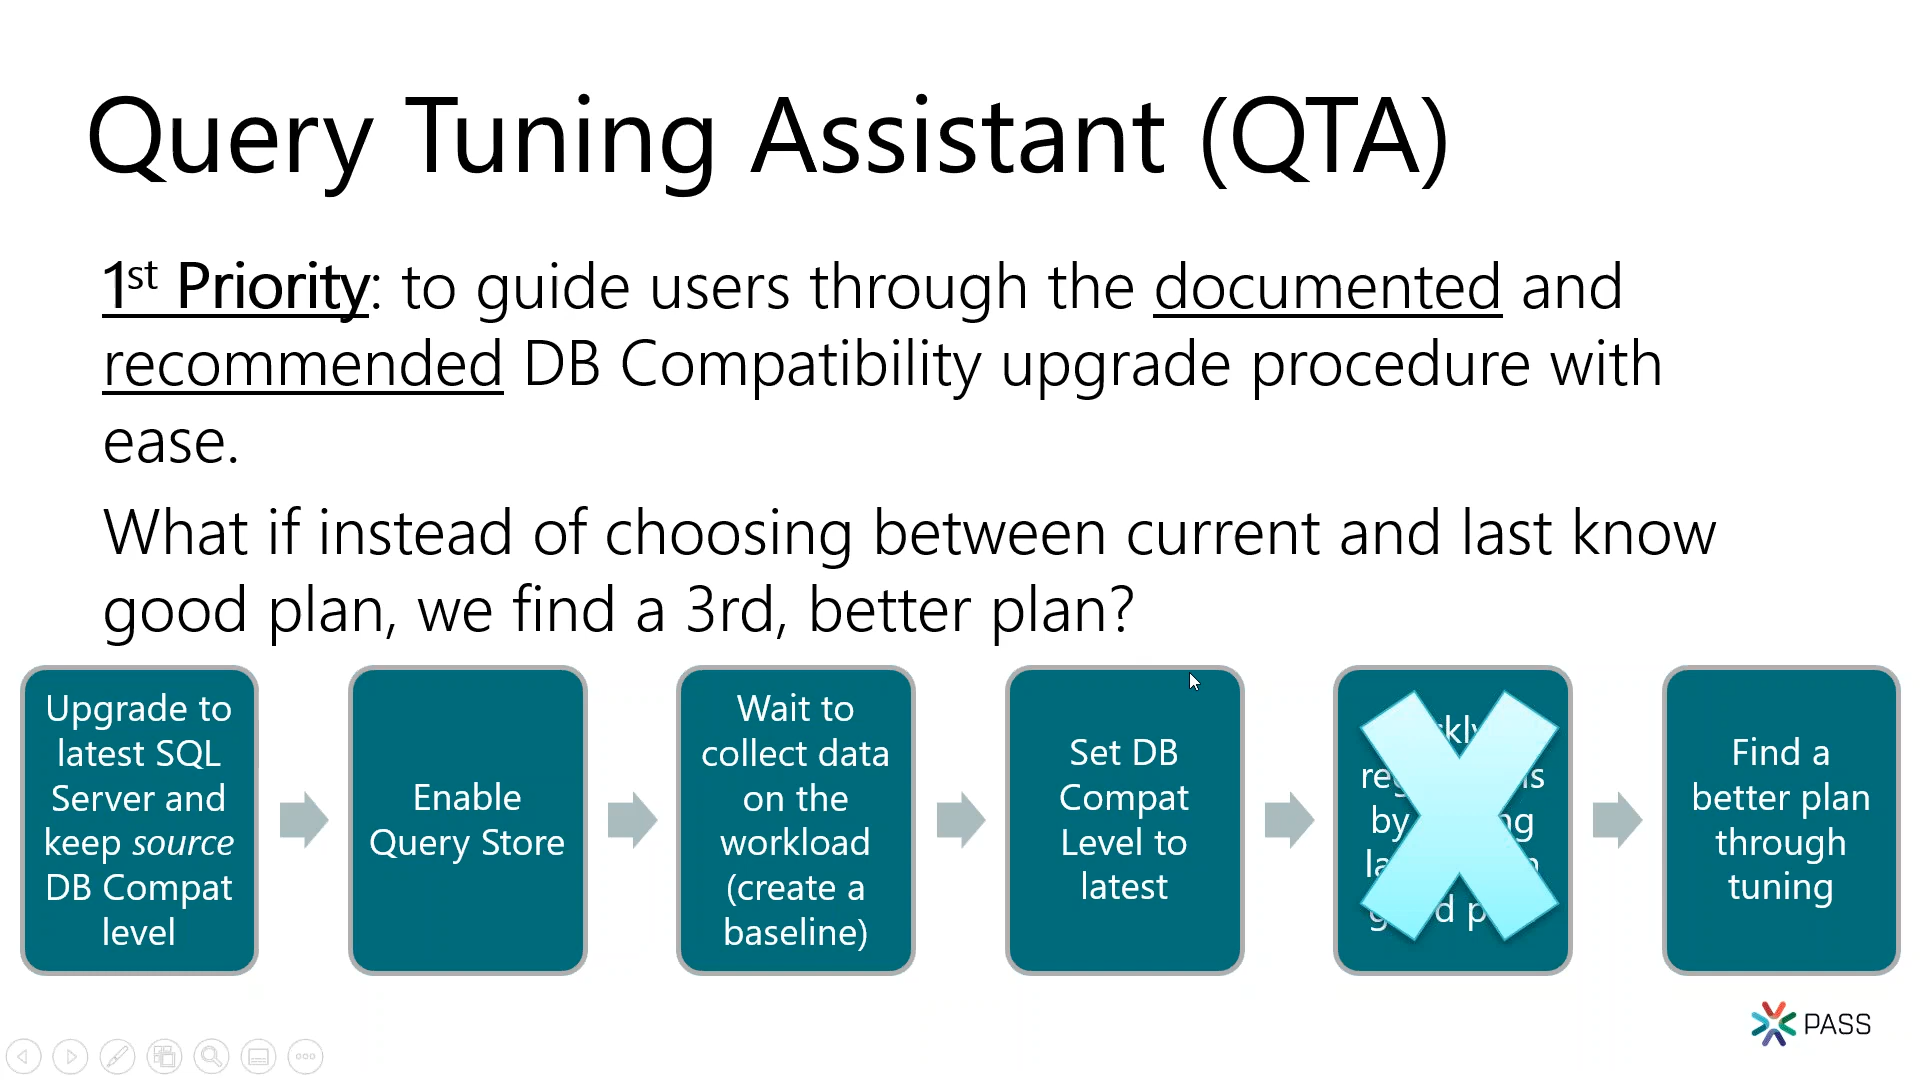 Query Tuning Assistant (QTA)
1st Priority: to guide users through the documented and
recommended DB Compatibility upgrade procedure with
ease.
What if instead of choosing between current and last know
good plan, we find a 3rd, better plan?
Upgrade to
latest SQL
Server and
keep source
DB Compat
level
Enable
Query Store
Wait to
collect data
on the
workload
(create a
baseline)
Set DB
Compat
Level to
latest
by
Find a
better plan
through
tuning
PASS